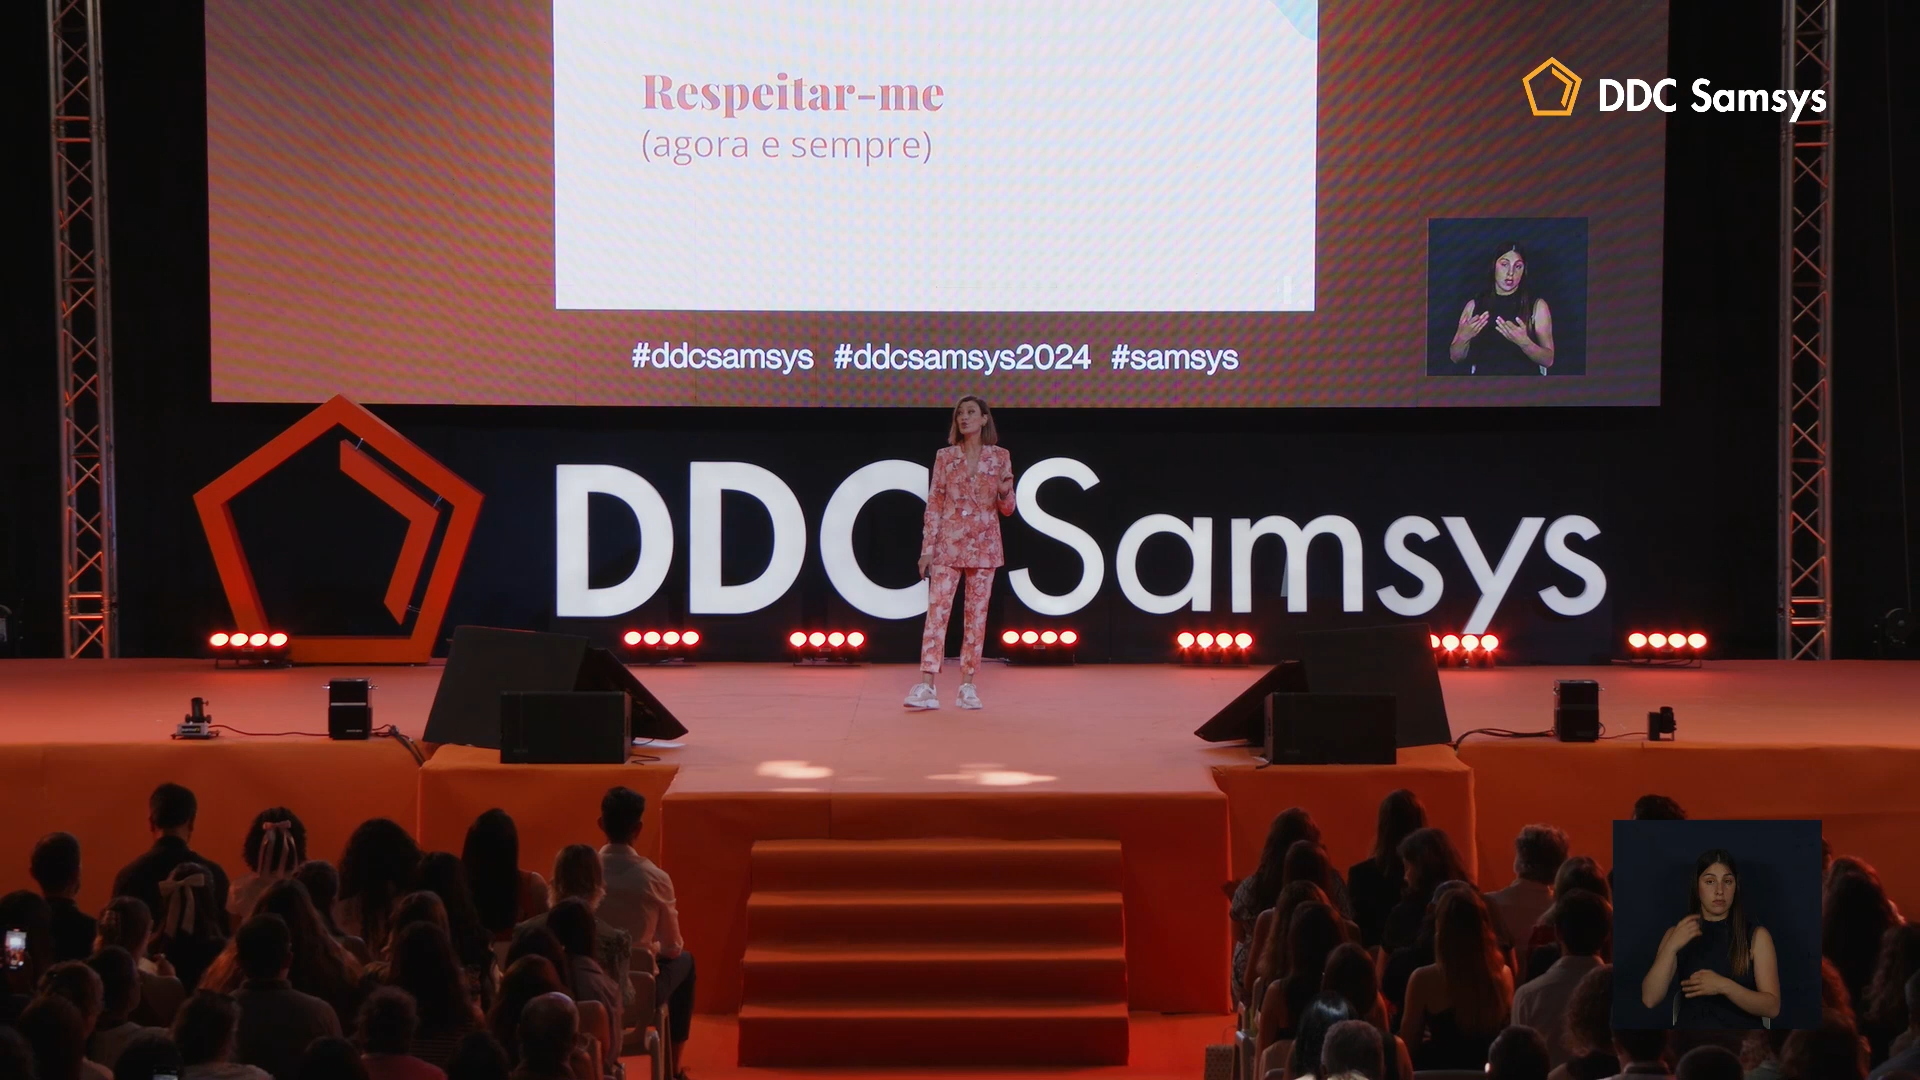 Respeitar-me
(agora e sempre)
DDC Samsys
#ddcsamsys #ddcsamsys2024 #samsys
DDC Samsys